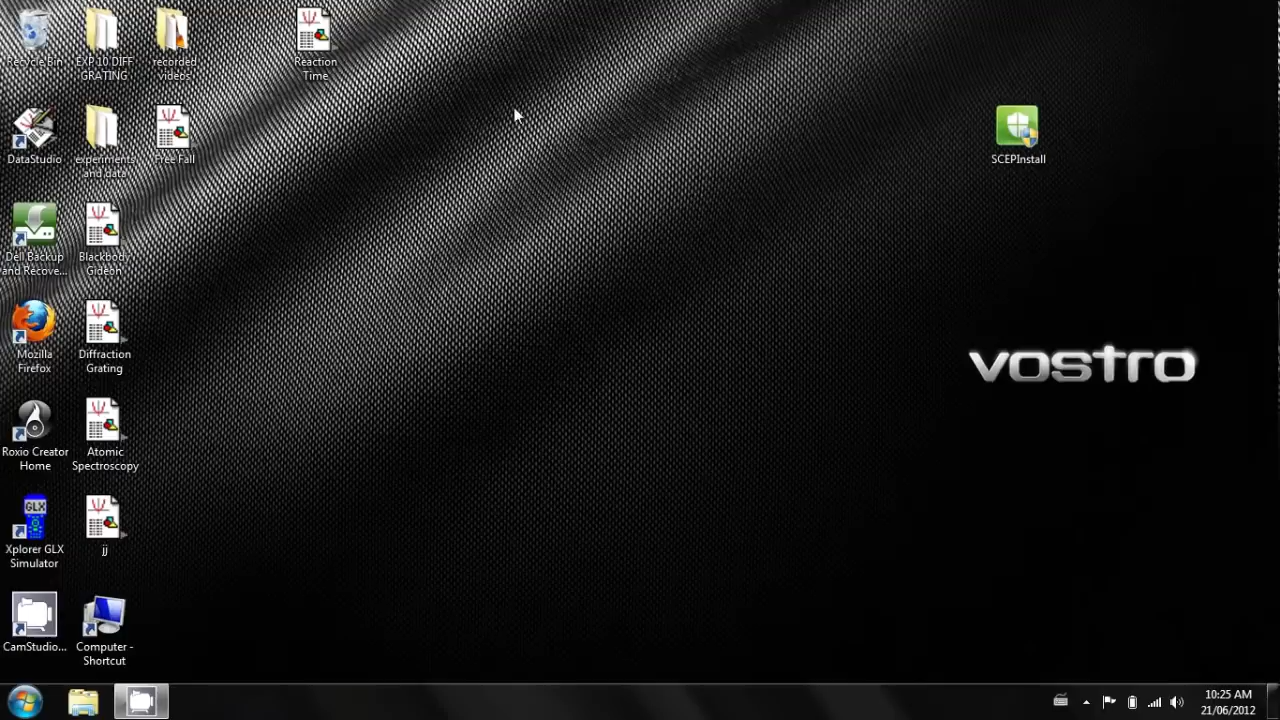 Recycle Bin
EXP 10 DIFF
GRATING
recorded
videos
Reaction
Time
DataStudio
experiments
and data
Free Fall
SCEPInstall
Dell Backup
and Recove...
Blackbody
Gideon
Mozilla
Firefox
Diffraction
Grating
vostro
Roxio Creator
Home
Atomic
Spectroscopy
GLX
Xplorer GLX
Simulator
jj
CamStudio...
Computer -
Shortcut
10:25 AM
21/06/2012